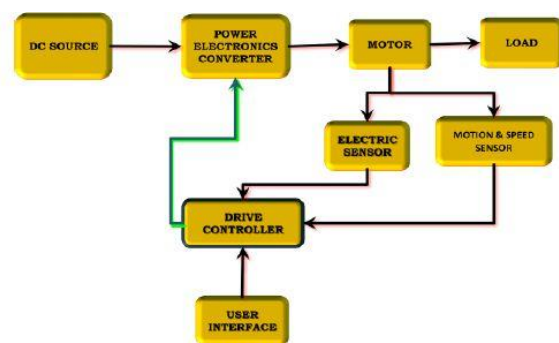 DC SOURCE
POWER
ELECTRONICS
CONVERTER
MOTOR
LOAD
ELECTRIC
SENSOR
MOTION & SPEED
SENSOR
DRIVE
CONTROLLER
USER
INTERFACE